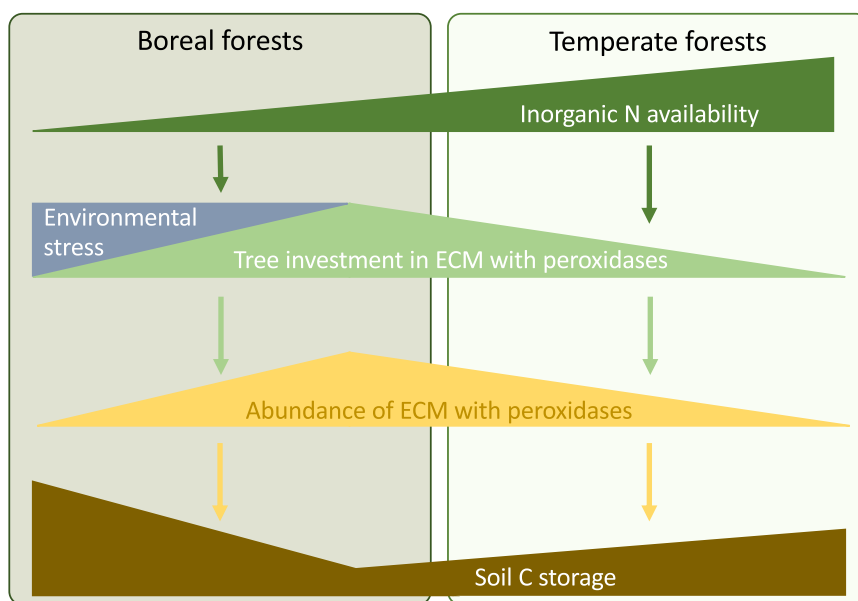 Boreal forests
Temperate forests
Inorganic N availability
Environmental
stress
Tree investment in ECM with peroxidases
Abundance of ECM with peroxidases
Soil C storage